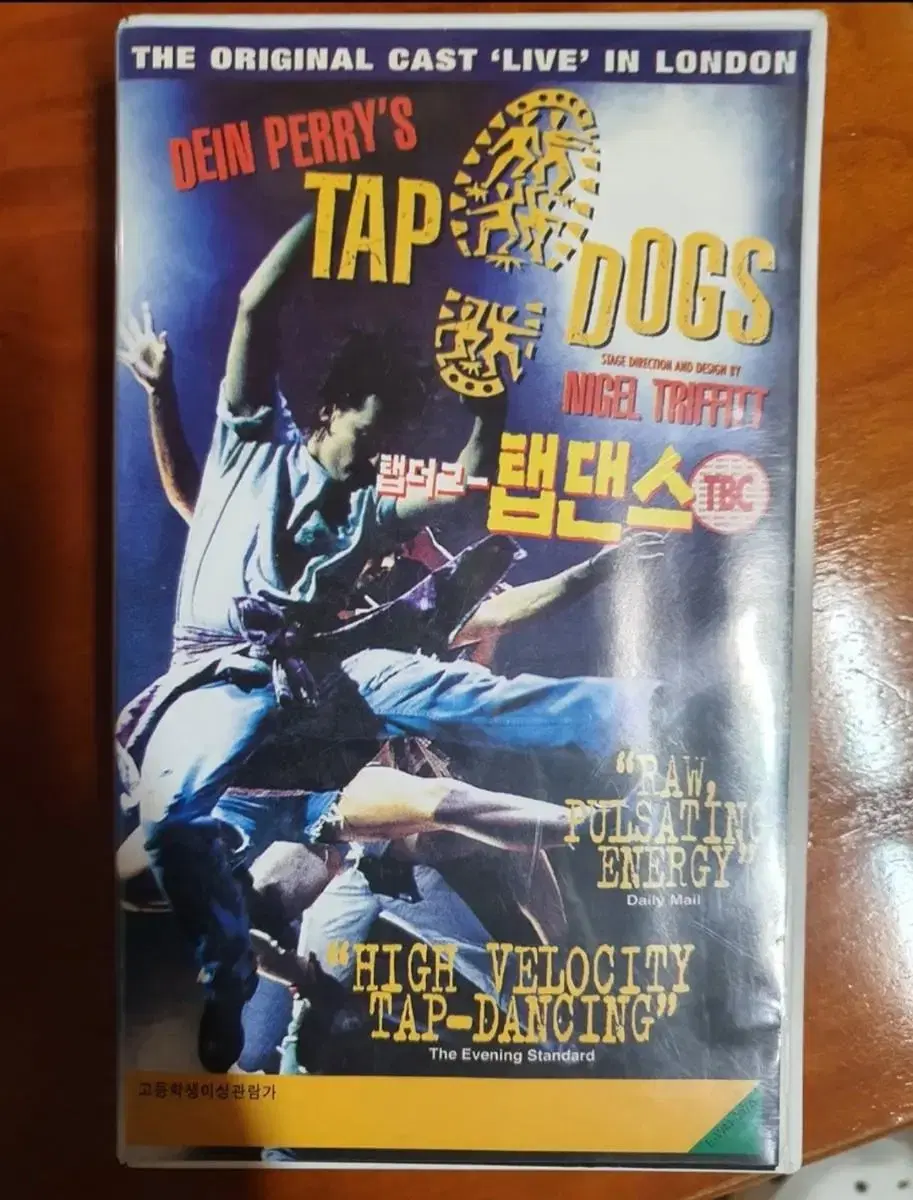 THE ORIGINAL CAST ‘LIVE’ IN LONDON
DEIN PERRY'S
TAP
DOGS
STAGE DIRECTION AND DESIGN BY
NIGEL TRIFFITT
탭더그-탭댄스
TBC
“RAW,
PULSATING
ENERGY”
Daily Mail
“HIGH VELOCITY
TAP-DANCING”
The Evening Standard
고등학생이상관람가